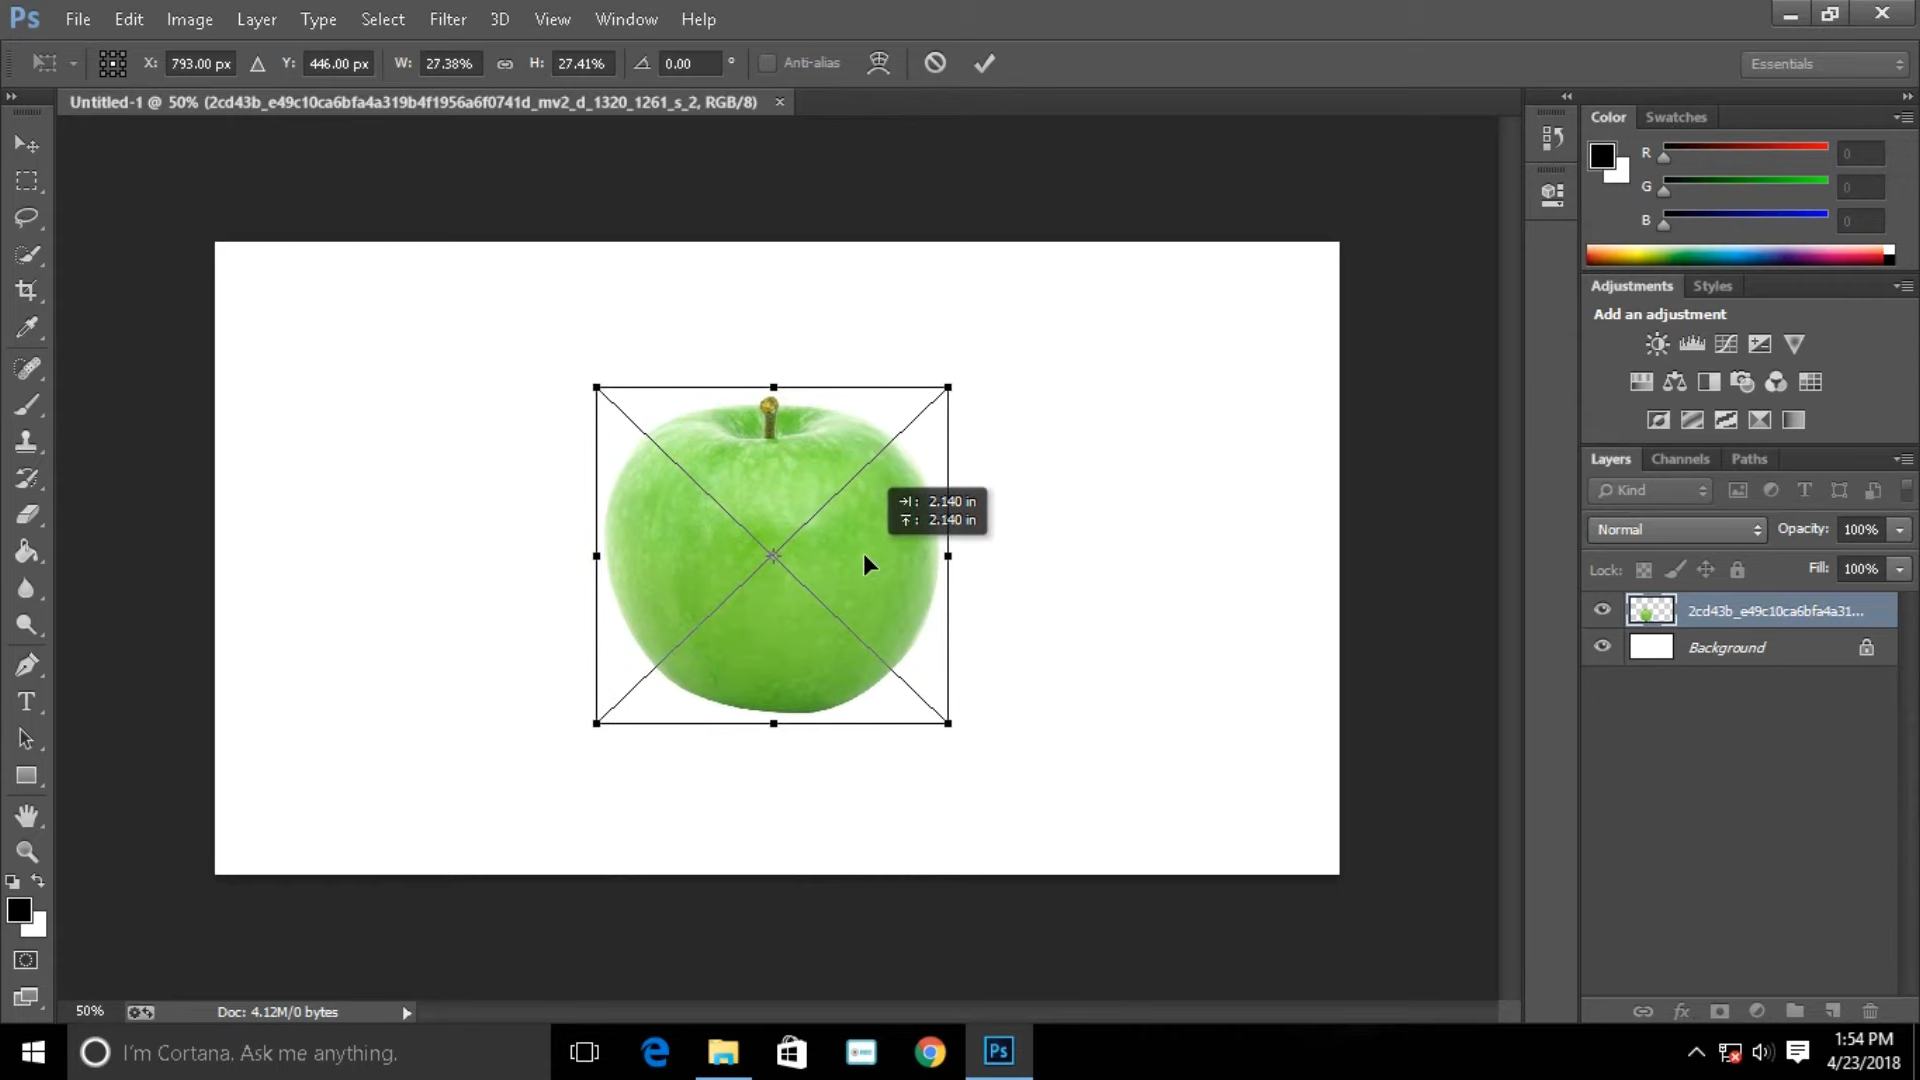 Ps File Edit Image Layer Type Select Filter 3D View Window Help
X: 793.00 px Y: 446.00 px W: 27.38% H: 27.41% 0.00 ° Anti-alias Essentials
Untitled-1 @ 50% (2cd43b_e49c10ca6bfa4a319b4f1956a6f0741d_mv2_d_1320_1261_s_2, RGB/8) ×
Color Swatches
R 0
G 0
B 0
Adjustments Styles
Add an adjustment
Layers Channels Paths
Kind
Normal Opacity: 100%
Lock: Fill: 100%
2cd43b_e49c10ca6bfa4a31...
Background
: 2.140 in
: 2.140 in
T
50% Doc: 4.12M/0 bytes
fx
I'm Cortana. Ask me anything.
Ps
1:54 PM
4/23/2018